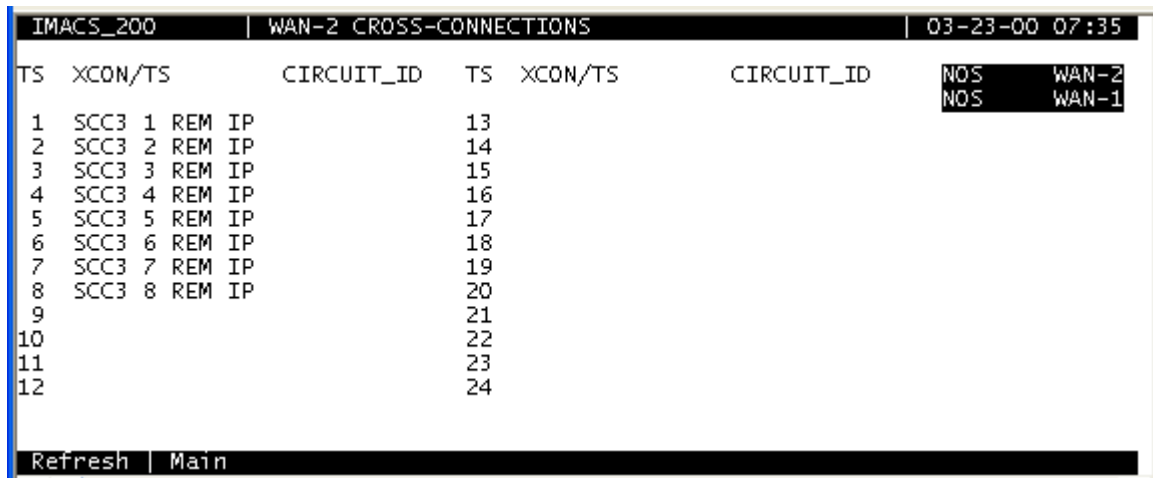 IMACS_200 | WAN-2 CROSS-CONNECTIONS | 03-23-00 07:35
TS XCON/TS CIRCUIT_ID TS XCON/TS CIRCUIT_ID NOS WAN-2
NOS WAN-1
1 SCC3 1 REM IP 13
2 SCC3 2 REM IP 14
3 SCC3 3 REM IP 15
4 SCC3 4 REM IP 16
5 SCC3 5 REM IP 17
6 SCC3 6 REM IP 18
7 SCC3 7 REM IP 19
8 SCC3 8 REM IP 20
9 21
10 22
11 23
12 24
Refresh | Main